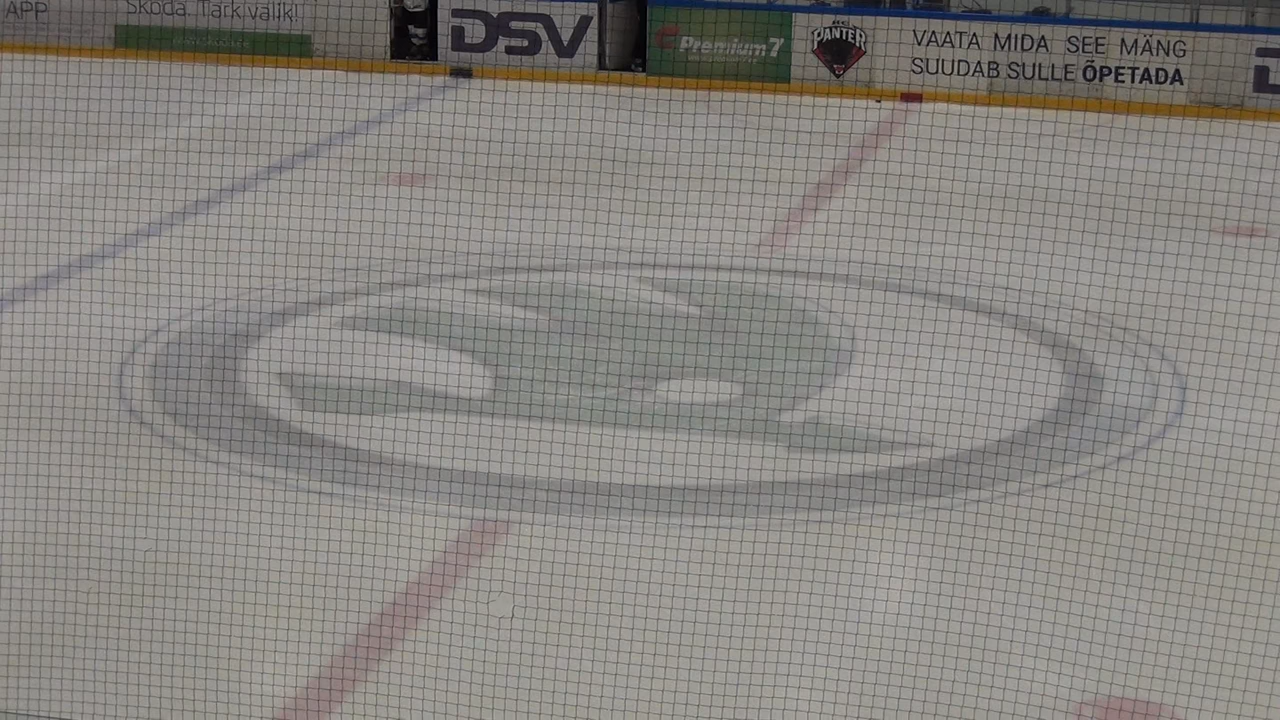 APP
Škoda. Tark valik!
DSV
Premium7
PANTER
VAATA MIDA SEE MÄNG
SUUDAB SULLE ÕPETADA